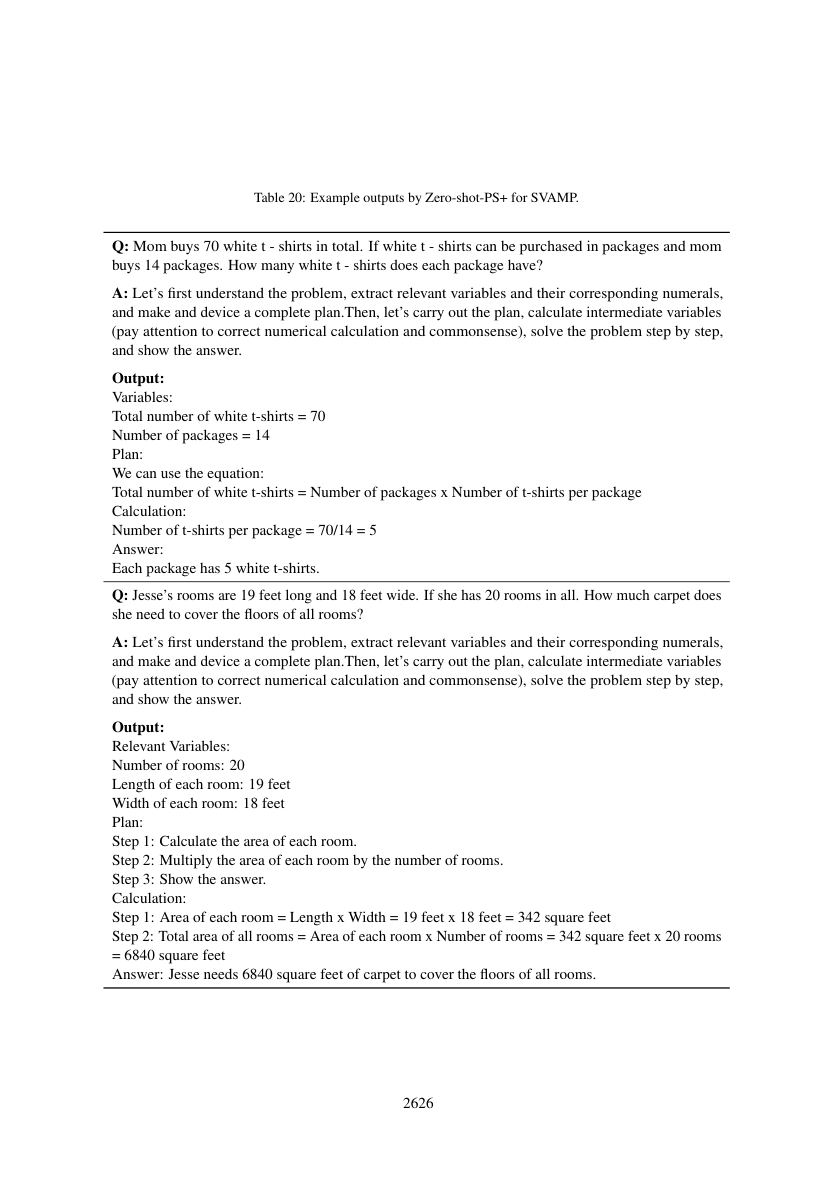 Table 20: Example outputs by Zero-shot-PS+ for SVAMP.
Q: Mom buys 70 white t - shirts in total. If white t - shirts can be purchased in packages and mom
buys 14 packages. How many white t - shirts does each package have?
A: Let's first understand the problem, extract relevant variables and their corresponding numerals,
and make and device a complete plan.Then, let's carry out the plan, calculate intermediate variables
(pay attention to correct numerical calculation and commonsense), solve the problem step by step,
and show the answer.
Output:
Variables:
Total number of white t-shirts = 70
Number of packages = 14
Plan:
We can use the equation:
Total number of white t-shirts = Number of packages x Number of t-shirts per package
Calculation:
Number of t-shirts per package = 70/14 = 5
Answer:
Each package has 5 white t-shirts.
Q: Jesse's rooms are 19 feet long and 18 feet wide. If she has 20 rooms in all. How much carpet does
she need to cover the floors of all rooms?
A: Let's first understand the problem, extract relevant variables and their corresponding numerals,
and make and device a complete plan.Then, let's carry out the plan, calculate intermediate variables
(pay attention to correct numerical calculation and commonsense), solve the problem step by step,
and show the answer.
Output:
Relevant Variables:
Number of rooms: 20
Length of each room: 19 feet
Width of each room: 18 feet
Plan:
Step 1: Calculate the area of each room.
Step 2: Multiply the area of each room by the number of rooms.
Step 3: Show the answer.
Calculation:
Step 1: Area of each room = Length x Width = 19 feet x 18 feet = 342 square feet
Step 2: Total area of all rooms = Area of each room x Number of rooms = 342 square feet x 20 rooms
= 6840 square feet
Answer: Jesse needs 6840 square feet of carpet to cover the floors of all rooms.
2626